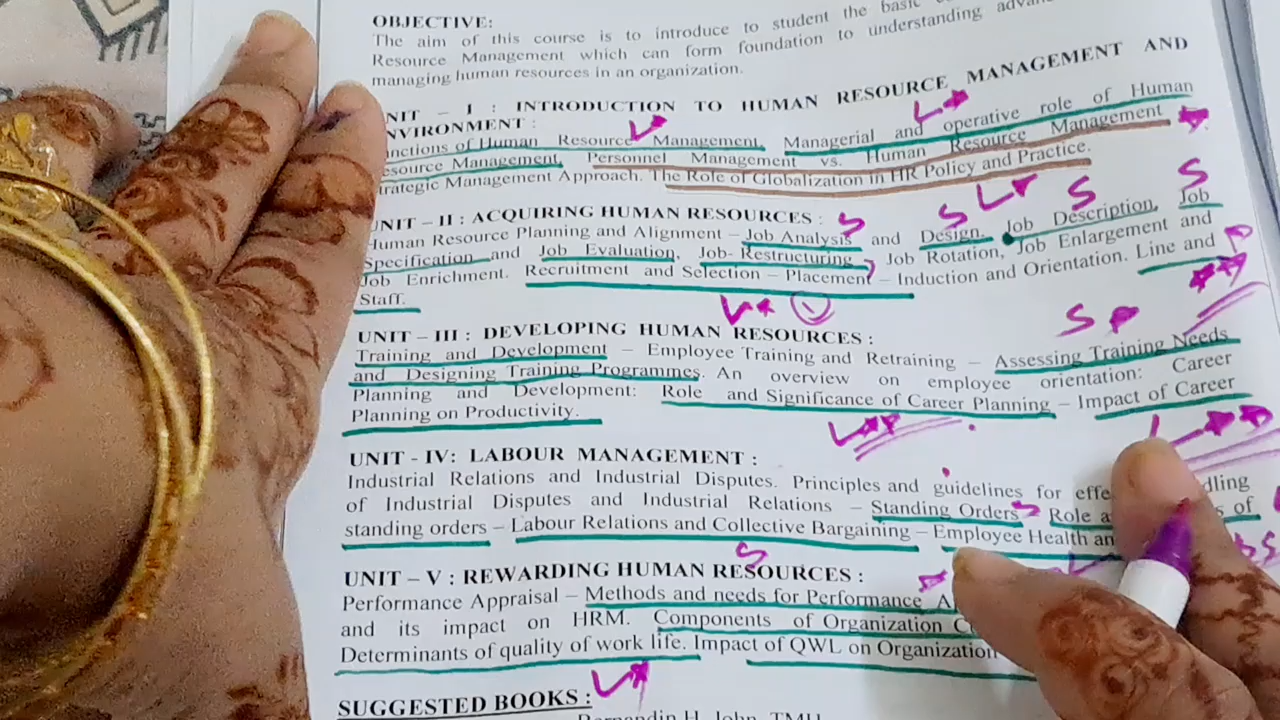 OBJECTIVE:
The aim of this course is to introduce to student the basic
Resource Management which can form foundation to understanding
managing human resources in an organization.
I : INTRODUCTION TO HUMAN RESOURCE MANAGEMENT AND
of Human Resource Management, Managerial and operative role of Human
Management, Personnel Management vs. Human Resource Management
Management Approach. The Role of Globalization in HR Policy and Practice.
UNIT – II : ACQUIRING HUMAN RESOURCES : S
Human Resource Planning and Alignment – Job Analysis and Design, Job Description, Job
Specification and Job Evaluation, Job- Restructuring, Job Rotation, Job Enlargement and
Job Enrichment. Recruitment and Selection – Placement – Induction and Orientation. Line and
Staff.
UNIT – III : DEVELOPING HUMAN RESOURCES :
Training and Development – Employee Training and Retraining – Assessing Training Needs
and Designing Training Programmes. An overview on employee orientation: Career
Planning and Development: Role and Significance of Career Planning – Impact of Career
Planning on Productivity.
UNIT - IV: LABOUR MANAGEMENT :
Industrial Relations and Industrial Disputes. Principles and guidelines for
of Industrial Disputes and Industrial Relations – Standing Orders Role of
standing orders – Labour Relations and Collective Bargaining – Employee Health
UNIT – V : REWARDING HUMAN RESOURCES :
Performance Appraisal – Methods and needs for Performance
and its impact on HRM. Components of Organization
Determinants of quality of work life. Impact of QWL on Organization
SUGGESTED BOOKS :
H. John, TMH